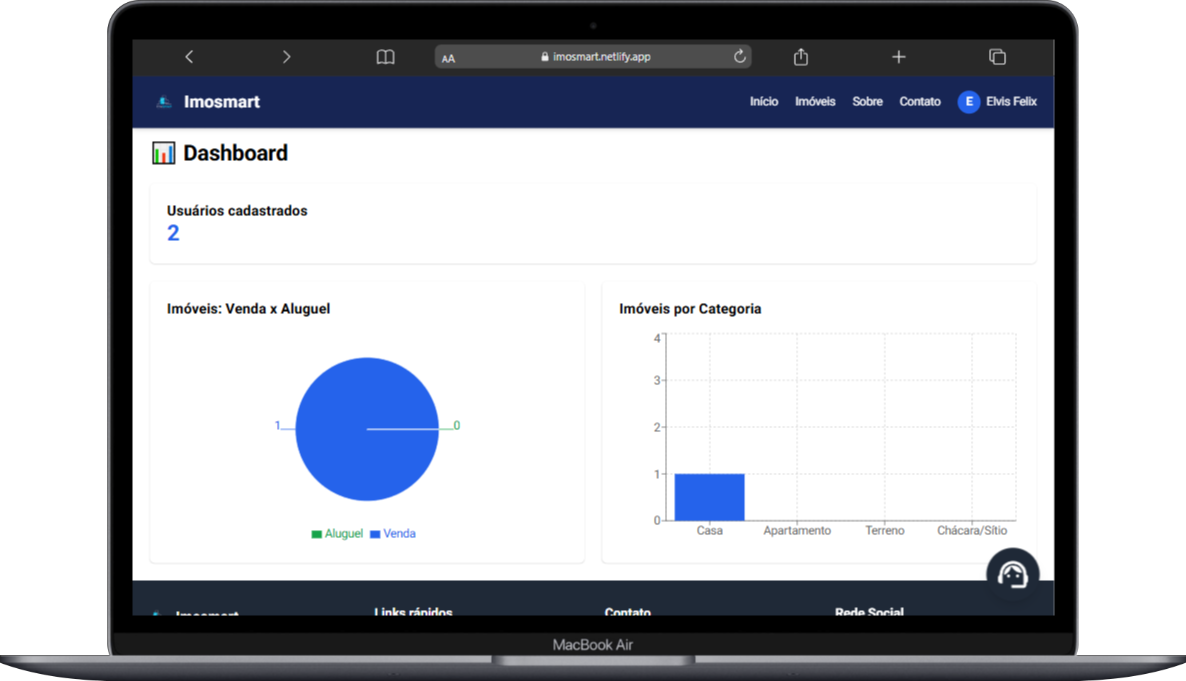 AA imosmart.netlify.app
Imosmart Início Imóveis Sobre Contato E Elvis Felix
Dashboard
Usuários cadastrados
2
Imóveis: Venda x Aluguel
1 0
Aluguel Venda
Imóveis por Categoria
4
3
2
1
0
Casa Apartamento Terreno Chácara/Sítio
Imosmart Links rápidos Contato Rede Social
MacBook Air